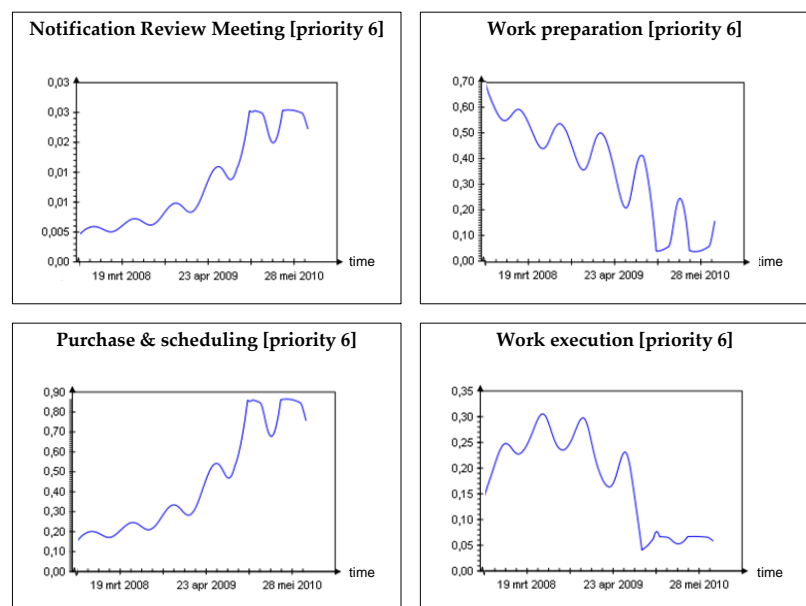 Notification Review Meeting [priority 6]
0,03
0,03
0,02
0,01
0,01
0,005
0,00
19 mrt 2008 23 apr 2009 28 mei 2010
time
Work preparation [priority 6]
0,70
0,60
0,50
0,40
0,30
0,20
0,10
0,00
19 mrt 2008 23 apr 2009 28 mei 2010
time
Purchase & scheduling [priority 6]
0,90
0,80
0,70
0,60
0,50
0,40
0,30
0,20
0,10
0,00
19 mrt 2008 23 apr 2009 28 mei 2010
time
Work execution [priority 6]
0,35
0,30
0,25
0,20
0,15
0,10
0,05
0,00
19 mrt 2008 23 apr 2009 28 mei 2010
time